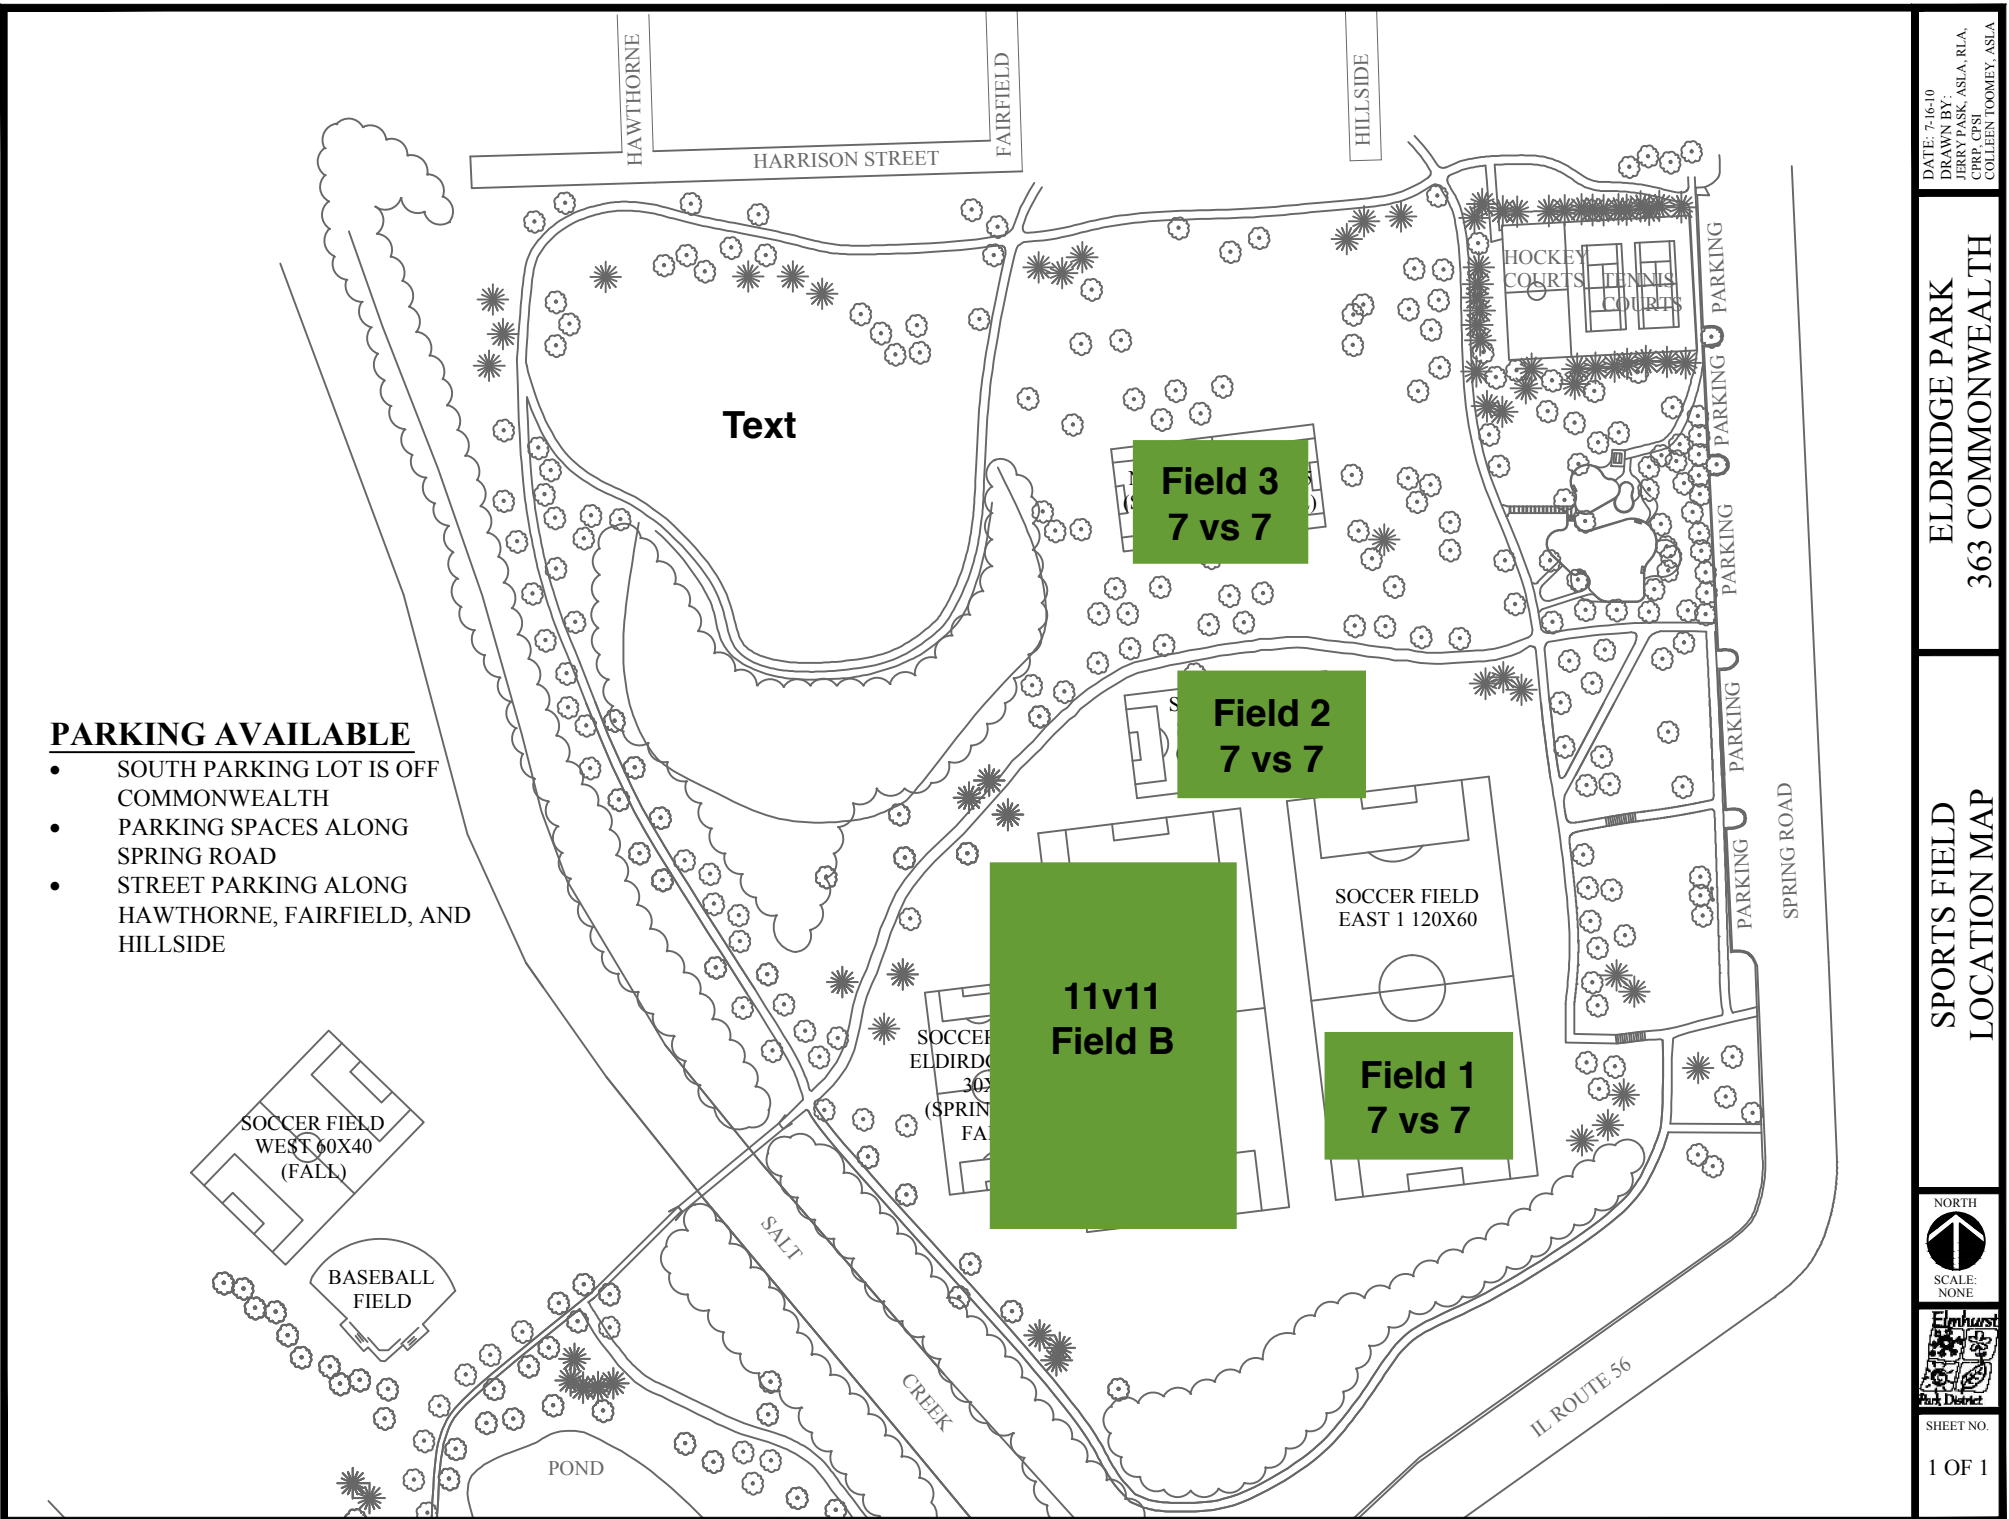 HAWTHORNE
FAIRFIELD
HILLSIDE
HARRISON STREET
HOCKEY
COURTS
TENNIS
COURTS
PARKING
PARKING
PARKING
PARKING
PARKING
PARKING
SPRING ROAD
Text
Field 3
7 vs 7
Field 2
7 vs 7
PARKING AVAILABLE
• SOUTH PARKING LOT IS OFF
COMMONWEALTH
• PARKING SPACES ALONG
SPRING ROAD
• STREET PARKING ALONG
HAWTHORNE, FAIRFIELD, AND
HILLSIDE
SOCCER FIELD
EAST 1 120X60
11v11
Field B
Field 1
7 vs 7
SOCCER FIELD
WEST 60X40
(FALL)
BASEBALL
FIELD
SALT
CREEK
POND
IL ROUTE 56
DATE: 7-16-10
DRAWN BY:
JERRY PASK, ASLA, RLA,
CPRP, CPSI
COLLEEN TOOMEY, ASLA
ELDRIDGE PARK
363 COMMONWEALTH
SPORTS FIELD
LOCATION MAP
NORTH
SCALE:
NONE
Elmhurst
Park District
SHEET NO.
1 OF 1